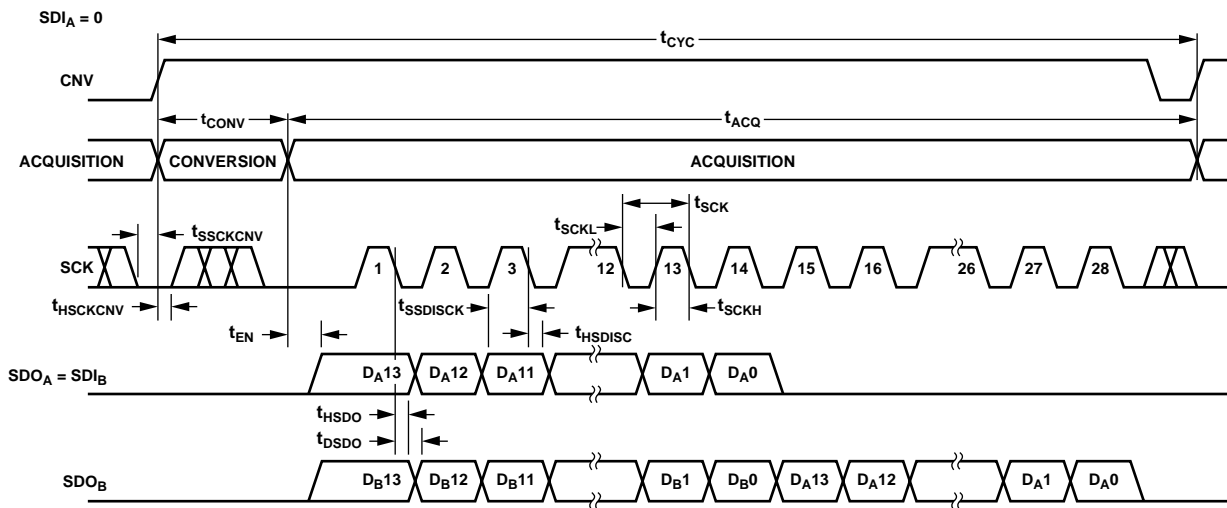 SDIA = 0
tCYC
CNV
tCONV
tACQ
ACQUISITION
CONVERSION
ACQUISITION
tSCK
tSCKL
tSSCKCNV
SCK
1
2
3
12
13
14
15
16
26
27
28
tHSCKCNV
tSSDISCK
tSCKH
tEN
tHSDISC
SDOA = SDIB
DA13
DA12
DA11
DA1
DA0
tHSDO
tDSDO
SDOB
DB13
DB12
DB11
DB1
DB0
DA13
DA12
DA1
DA0